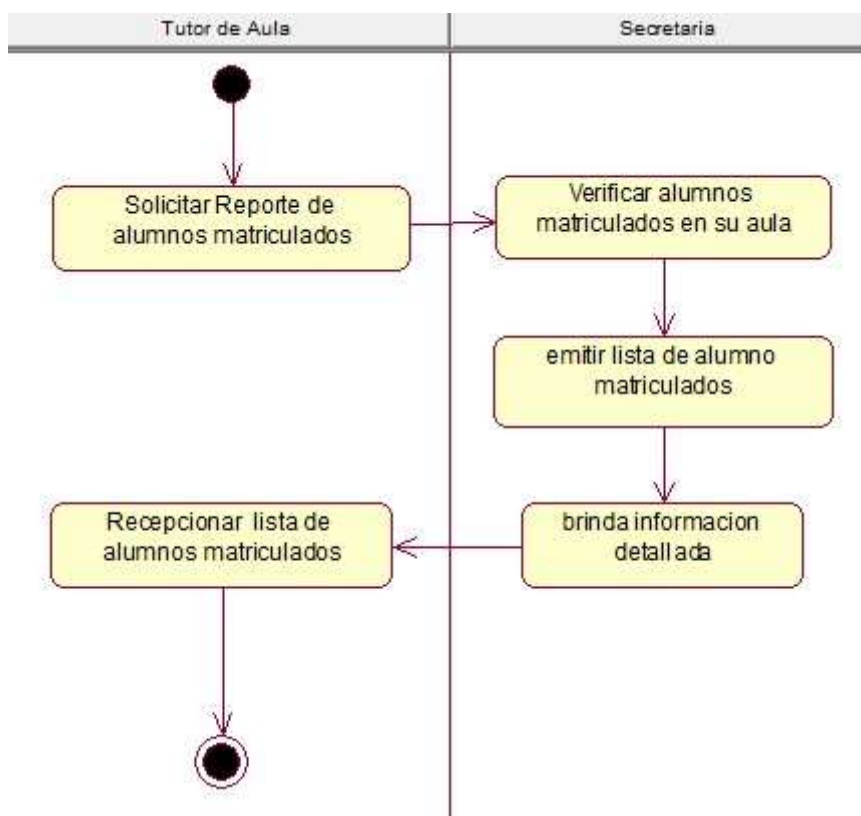 Tutor de Aula
Secretaria
Solicitar Reporte de
alumnos matriculados
Verificar alumnos
matriculados en su aula
emitir lista de alumno
matriculados
brinda informacion
detallada
Recepcionar lista de
alumnos matriculados